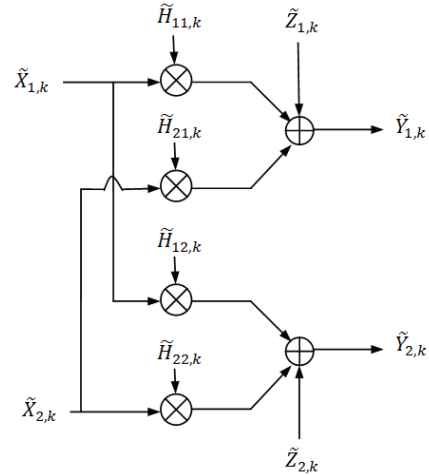 H̃₁₁,ₖ
Z̃₁,ₖ
X̃₁,ₖ
Ỹ₁,ₖ
H̃₂₁,ₖ
H̃₁₂,ₖ
Ỹ₂,ₖ
H̃₂₂,ₖ
X̃₂,ₖ
Z̃₂,ₖ